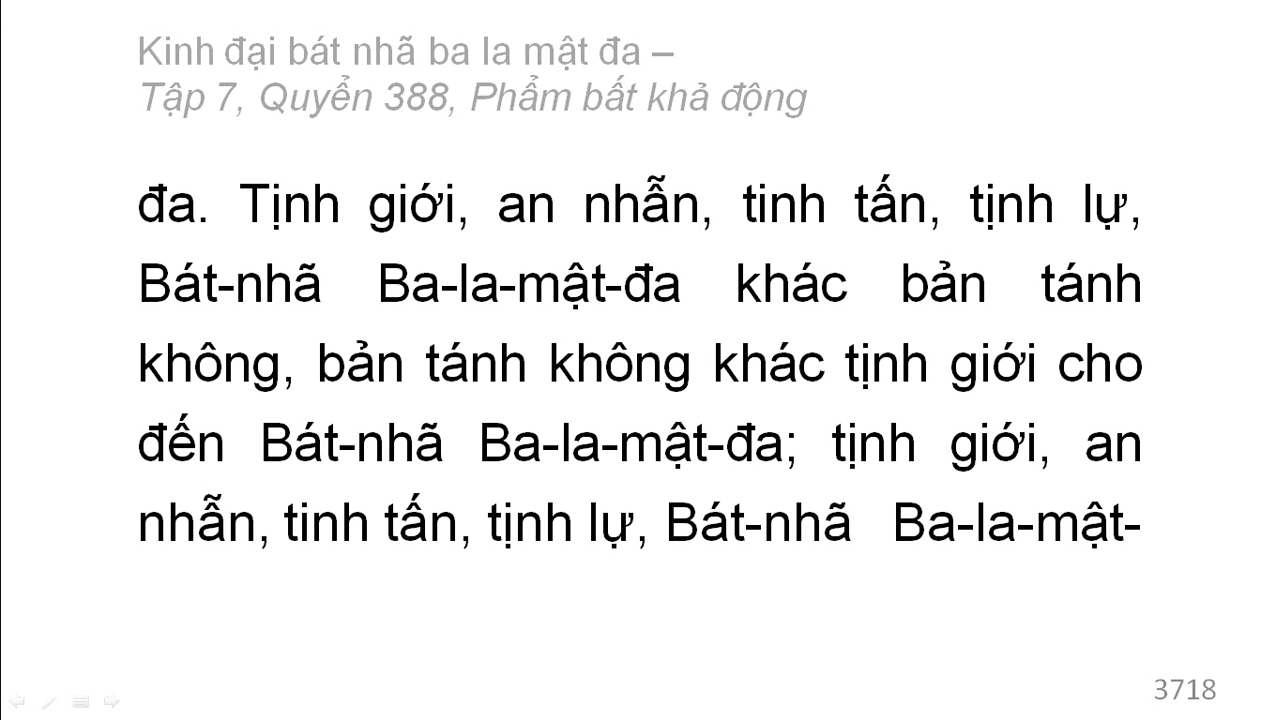 Kinh đại bát nhã ba la mật đa –
Tập 7, Quyển 388, Phẩm bất khả động
đa. Tịnh giới, an nhẫn, tinh tấn, tịnh lự,
Bát-nhã Ba-la-mật-đa khác bản tánh
không, bản tánh không khác tịnh giới cho
đến Bát-nhã Ba-la-mật-đa; tịnh giới, an
nhẫn, tinh tấn, tịnh lự, Bát-nhã Ba-la-mật-
3718